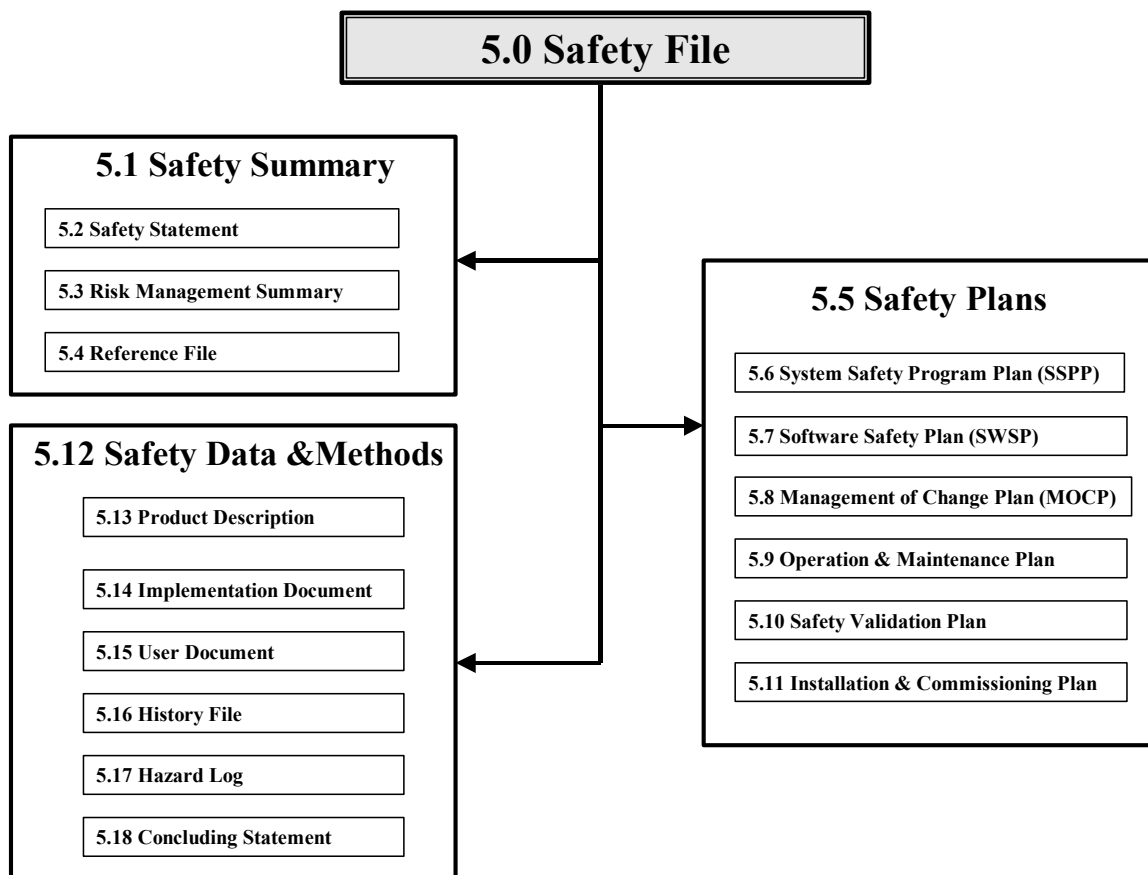 5.0 Safety File
5.1 Safety Summary
5.2 Safety Statement
5.3 Risk Management Summary
5.4 Reference File
5.5 Safety Plans
5.6 System Safety Program Plan (SSPP)
5.7 Software Safety Plan (SWSP)
5.8 Management of Change Plan (MOCP)
5.9 Operation & Maintenance Plan
5.10 Safety Validation Plan
5.11 Installation & Commissioning Plan
5.12 Safety Data &Methods
5.13 Product Description
5.14 Implementation Document
5.15 User Document
5.16 History File
5.17 Hazard Log
5.18 Concluding Statement